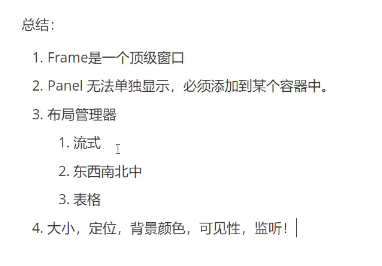 总结：
1. Frame是一个顶级窗口
2. Panel 无法单独显示，必须添加到某个容器中。
3. 布局管理器
1. 流式
2. 东西南北中
3. 表格
4. 大小，定位，背景颜色，可见性，监听！